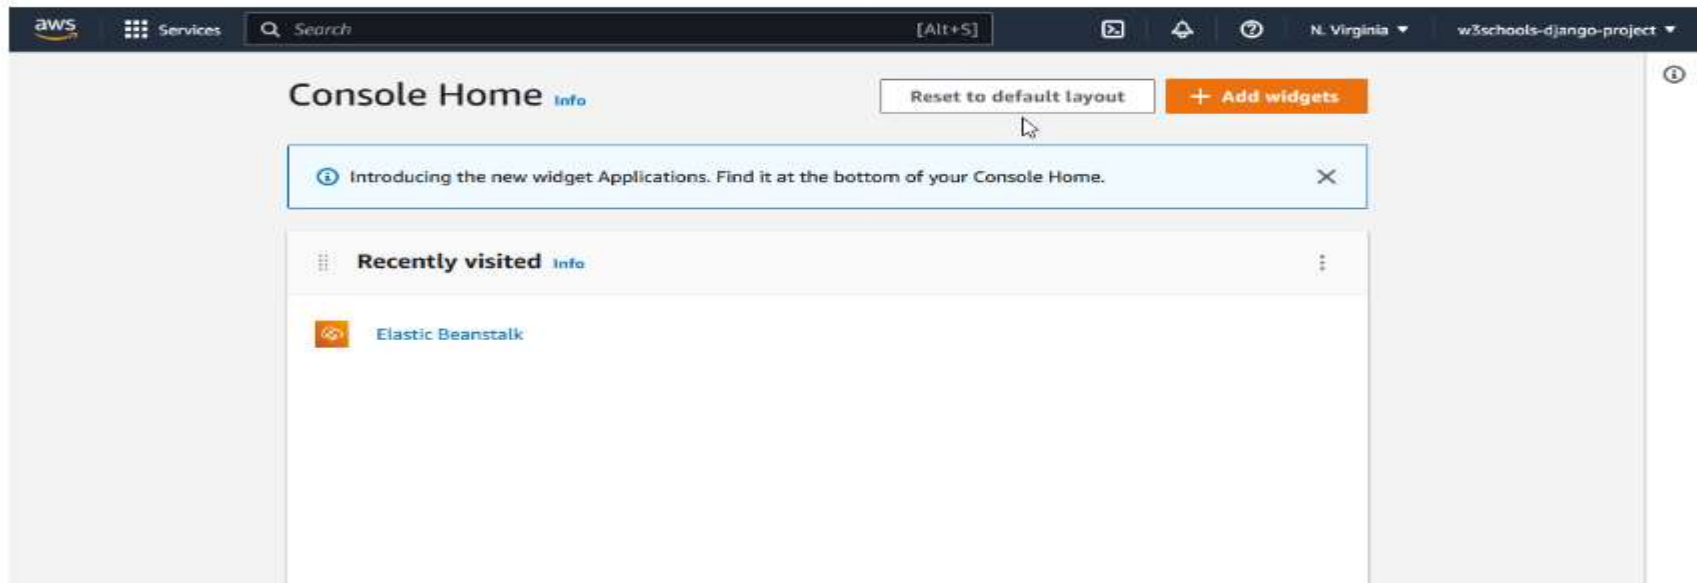 aws Services Search [Alt+S] N. Virginia w3schools-django-project
Console Home Info Reset to default layout + Add widgets
Introducing the new widget Applications. Find it at the bottom of your Console Home.
Recently visited Info
Elastic Beanstalk